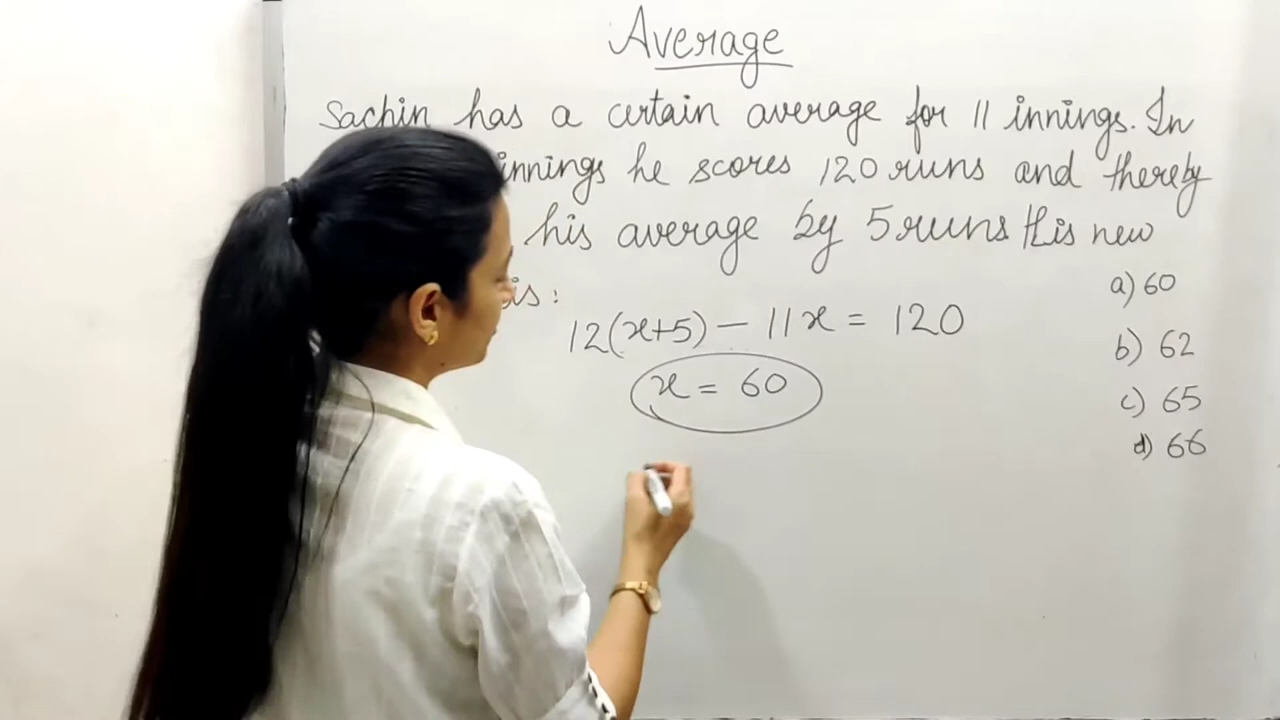 Average
Sachin has a certain average for 11 innings. In
innings he scores 120 runs and thereby
his average by 5 runs His new
is:
a) 60
12(x+5) – 11x = 120
b) 62
x = 60
c) 65
d) 66